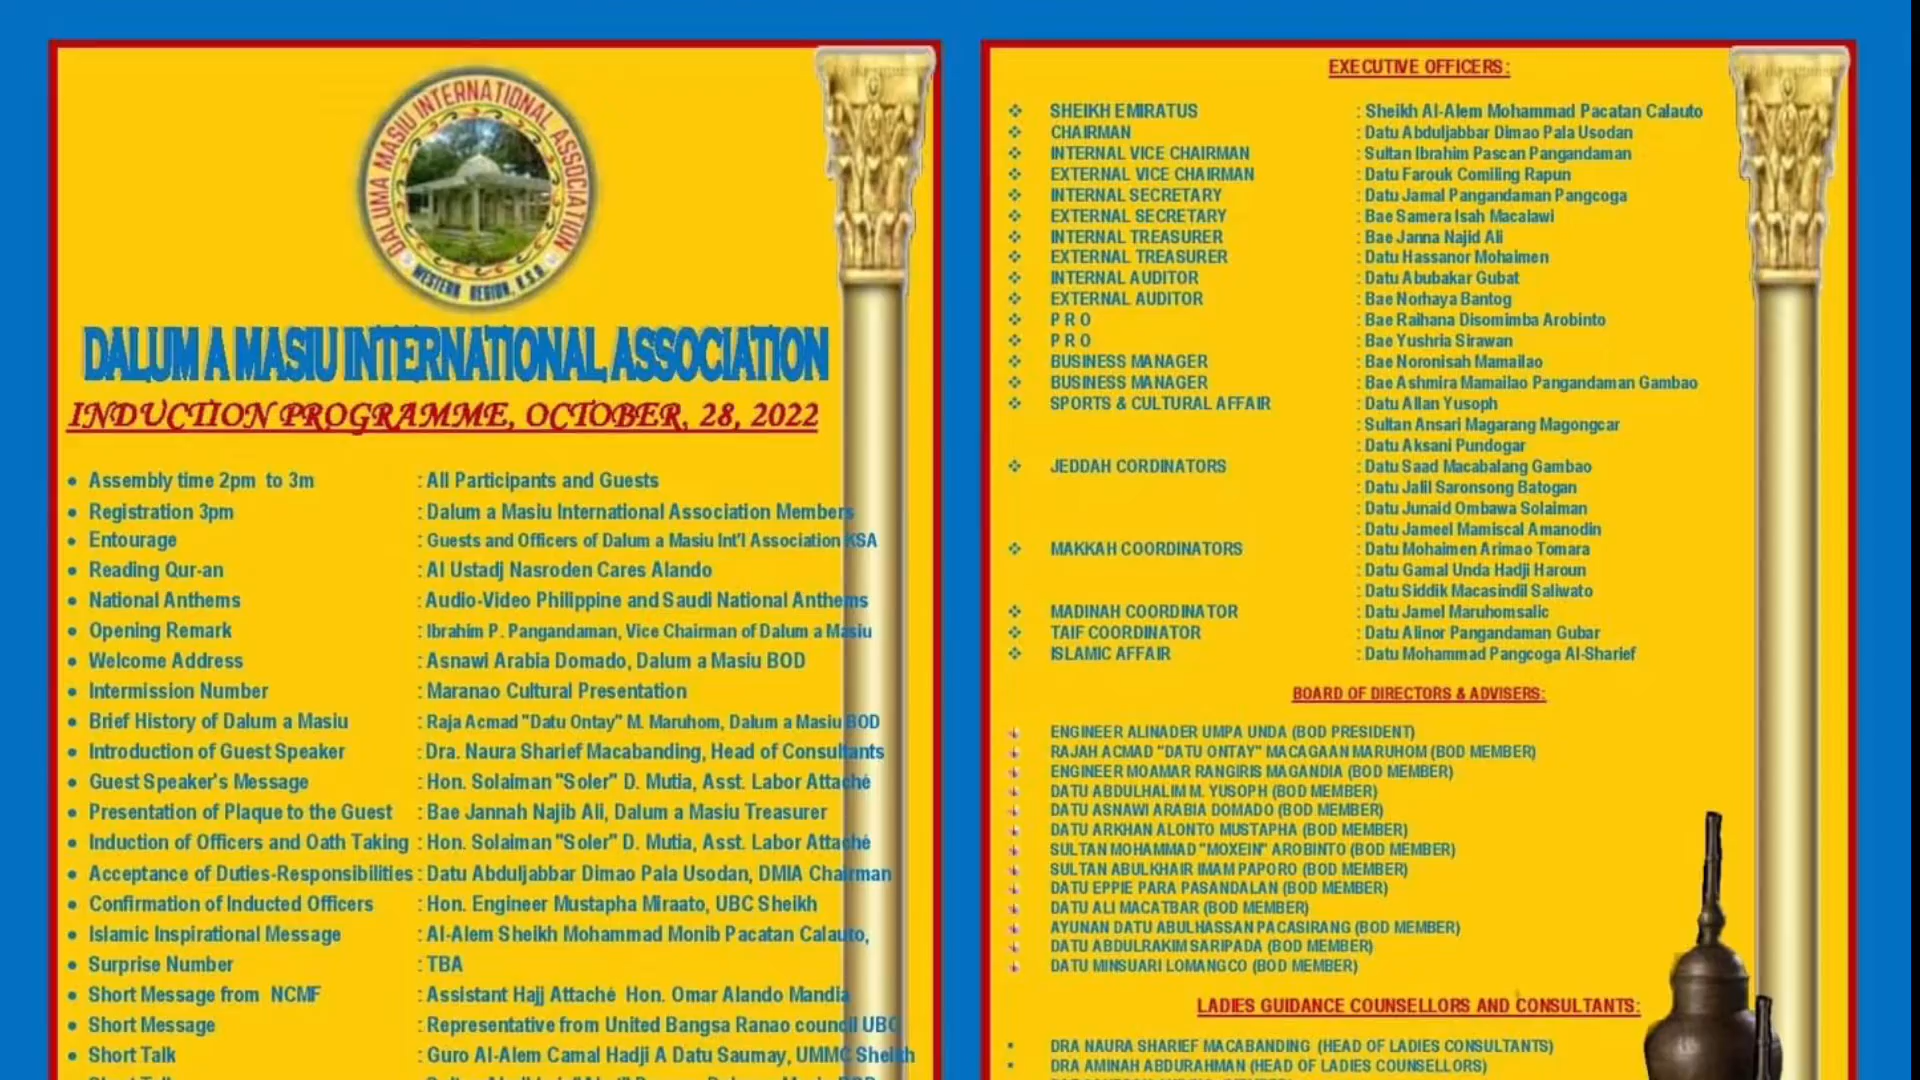 DALUMA MASIU INTERNATIONAL ASSOCIATION
WESTERN REGION, K.S.A
DALUM A MASIU INTERNATIONAL ASSOCIATION
INDUCTION PROGRAMME, OCTOBER, 28, 2022
• Assembly time 2pm to 3m : All Participants and Guests
• Registration 3pm : Dalum a Masiu International Association Members
• Entourage : Guests and Officers of Dalum a Masiu Int'l Association KSA
• Reading Qur-an : Al Ustadj Nasroden Cares Alando
• National Anthems : Audio-Video Philippine and Saudi National Anthems
• Opening Remark : Ibrahim P. Pangandaman, Vice Chairman of Dalum a Masiu
• Welcome Address : Asnawi Arabia Domado, Dalum a Masiu BOD
• Intermission Number : Maranao Cultural Presentation
• Brief History of Dalum a Masiu : Raja Acmad "Datu Ontay" M. Maruhom, Dalum a Masiu BOD
• Introduction of Guest Speaker : Dra. Naura Sharief Macabanding, Head of Consultants
• Guest Speaker's Message : Hon. Solaiman "Soler" D. Mutia, Asst. Labor Attaché
• Presentation of Plaque to the Guest : Bae Jannah Najib Ali, Dalum a Masiu Treasurer
• Induction of Officers and Oath Taking : Hon. Solaiman "Soler" D. Mutia, Asst. Labor Attaché
• Acceptance of Duties-Responsibilities : Datu Abduljabbar Dimao Pala Usodan, DMIA Chairman
• Confirmation of Inducted Officers : Hon. Engineer Mustapha Miraato, UBC Sheikh
• Islamic Inspirational Message : Al-Alem Sheikh Mohammad Monib Pacatan Calauto,
• Surprise Number : TBA
• Short Message from NCMF : Assistant Hajj Attaché Hon. Omar Alando Mandia
• Short Message : Representative from United Bangsa Ranao council UBC
• Short Talk : Guro Al-Alem Camal Hadji A Datu Saumay, UMMC Sheikh
EXECUTIVE OFFICERS:
❖ SHEIKH EMIRATUS : Sheikh Al-Alem Mohammad Pacatan Calauto
❖ CHAIRMAN : Datu Abduljabbar Dimao Pala Usodan
❖ INTERNAL VICE CHAIRMAN : Sultan Ibrahim Pascan Pangandaman
❖ EXTERNAL VICE CHAIRMAN : Datu Farouk Comiling Rapun
❖ INTERNAL SECRETARY : Datu Jamal Pangandaman Pangcoga
❖ EXTERNAL SECRETARY : Bae Samera Isah Macalawi
❖ INTERNAL TREASURER : Bae Janna Najid Ali
❖ EXTERNAL TREASURER : Datu Hassanor Mohaimen
❖ INTERNAL AUDITOR : Datu Abubakar Gubat
❖ EXTERNAL AUDITOR : Bae Norhaya Bantog
❖ P R O : Bae Raihana Disomimba Arobinto
❖ P R O : Bae Yushria Sirawan
❖ BUSINESS MANAGER : Bae Noronisah Mamailao
❖ BUSINESS MANAGER : Bae Ashmira Mamailao Pangandaman Gambao
❖ SPORTS & CULTURAL AFFAIR : Datu Allan Yusoph
: Sultan Ansari Magarang Magongcar
: Datu Aksani Pundogar
❖ JEDDAH CORDINATORS : Datu Saad Macabalang Gambao
: Datu Jalil Saronsong Batogan
: Datu Junaid Ombawa Solaiman
: Datu Jameel Mamiscal Amanodin
❖ MAKKAH COORDINATORS : Datu Mohaimen Arimao Tomara
: Datu Gamal Unda Hadji Haroun
: Datu Siddik Macasindil Saliwato
❖ MADINAH COORDINATOR : Datu Jamel Maruhomsalic
❖ TAIF COORDINATOR : Datu Alinor Pangandaman Gubar
❖ ISLAMIC AFFAIR : Datu Mohammad Pangcoga Al-Sharief
BOARD OF DIRECTORS & ADVISERS:
ENGINEER ALINADER UMPA UNDA (BOD PRESIDENT)
RAJAH ACMAD "DATU ONTAY" MACAGAAN MARUHOM (BOD MEMBER)
ENGINEER MOAMAR RANGIRIS MAGANDIA (BOD MEMBER)
DATU ABDULHALIM M. YUSOPH (BOD MEMBER)
DATU ASNAWI ARABIA DOMADO (BOD MEMBER)
DATU ARKHAN ALONTO MUSTAPHA (BOD MEMBER)
SULTAN MOHAMMAD "MOXEIN" AROBINTO (BOD MEMBER)
SULTAN ABULKHAIR IMAM PAPORO (BOD MEMBER)
DATU EPPIE PARA PASANDALAN (BOD MEMBER)
DATU ALI MACATBAR (BOD MEMBER)
AYUNAN DATU ABULHASSAN PACASIRANG (BOD MEMBER)
DATU ABDULRAKIM SARIPADA (BOD MEMBER)
DATU MINSUARI LOMANGCO (BOD MEMBER)
LADIES GUIDANCE COUNSELLORS AND CONSULTANTS:
▪ DRA NAURA SHARIEF MACABANDING (HEAD OF LADIES CONSULTANTS)
▪ DRA AMINAH ABDURAHMAN (HEAD OF LADIES COUNSELLORS)